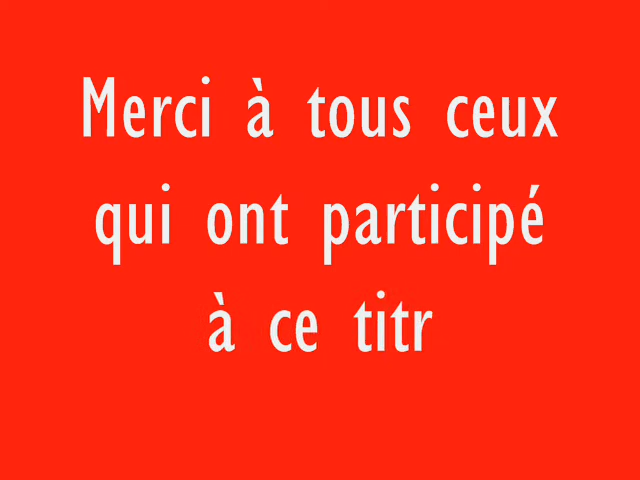 Merci à tous ceux
qui ont participé
à ce titr